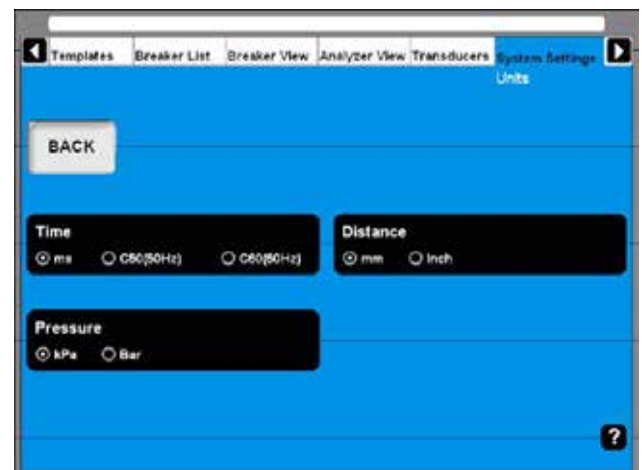 Templates Breaker List Breaker View Analyzer View Transducers System Settings
Units
BACK
Time
ms C50(50Hz) C60(60Hz)
Distance
mm Inch
Pressure
kPa Bar
?